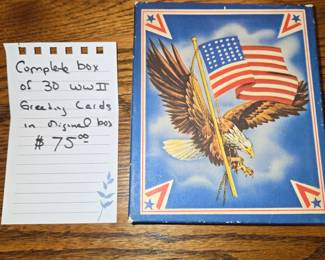 Complete box
of 30 WWII
Greeting Cards
in original box
$75.00